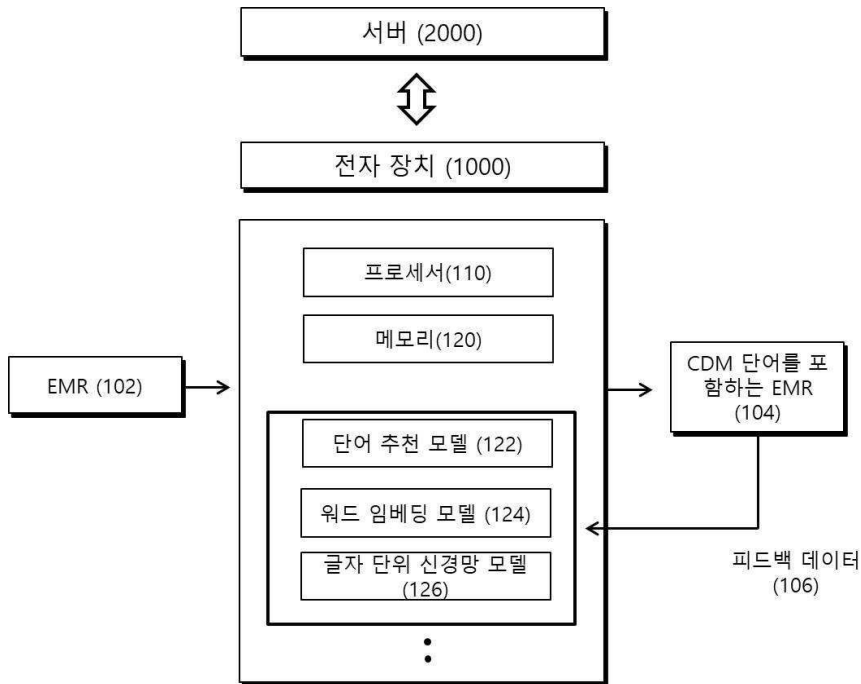 서버 (2000)
전자 장치 (1000)
프로세서(110)
메모리(120)
EMR (102)
CDM 단어를 포
함하는 EMR
(104)
단어 추천 모델 (122)
워드 임베딩 모델 (124)
글자 단위 신경망 모델
(126)
피드백 데이터
(106)